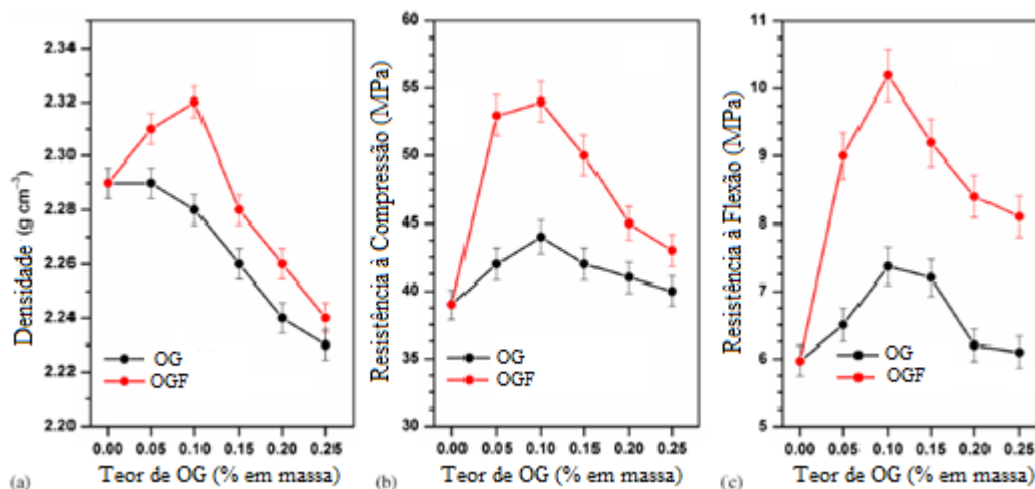 2.34
2.32
2.30
2.28
2.26
2.24
2.22
2.20
Densidade (g cm⁻³)
OG
OGF
0.00 0.05 0.10 0.15 0.20 0.25
(a) Teor de OG (% em massa)
60
55
50
45
40
35
30
Resistência à Compressão (MPa)
OG
OGF
0.00 0.05 0.10 0.15 0.20 0.25
(b) Teor de OG (% em massa)
11
10
9
8
7
6
5
Resistência à Flexão (MPa)
OG
OGF
0.00 0.05 0.10 0.15 0.20 0.25
(c) Teor de OG (% em massa)